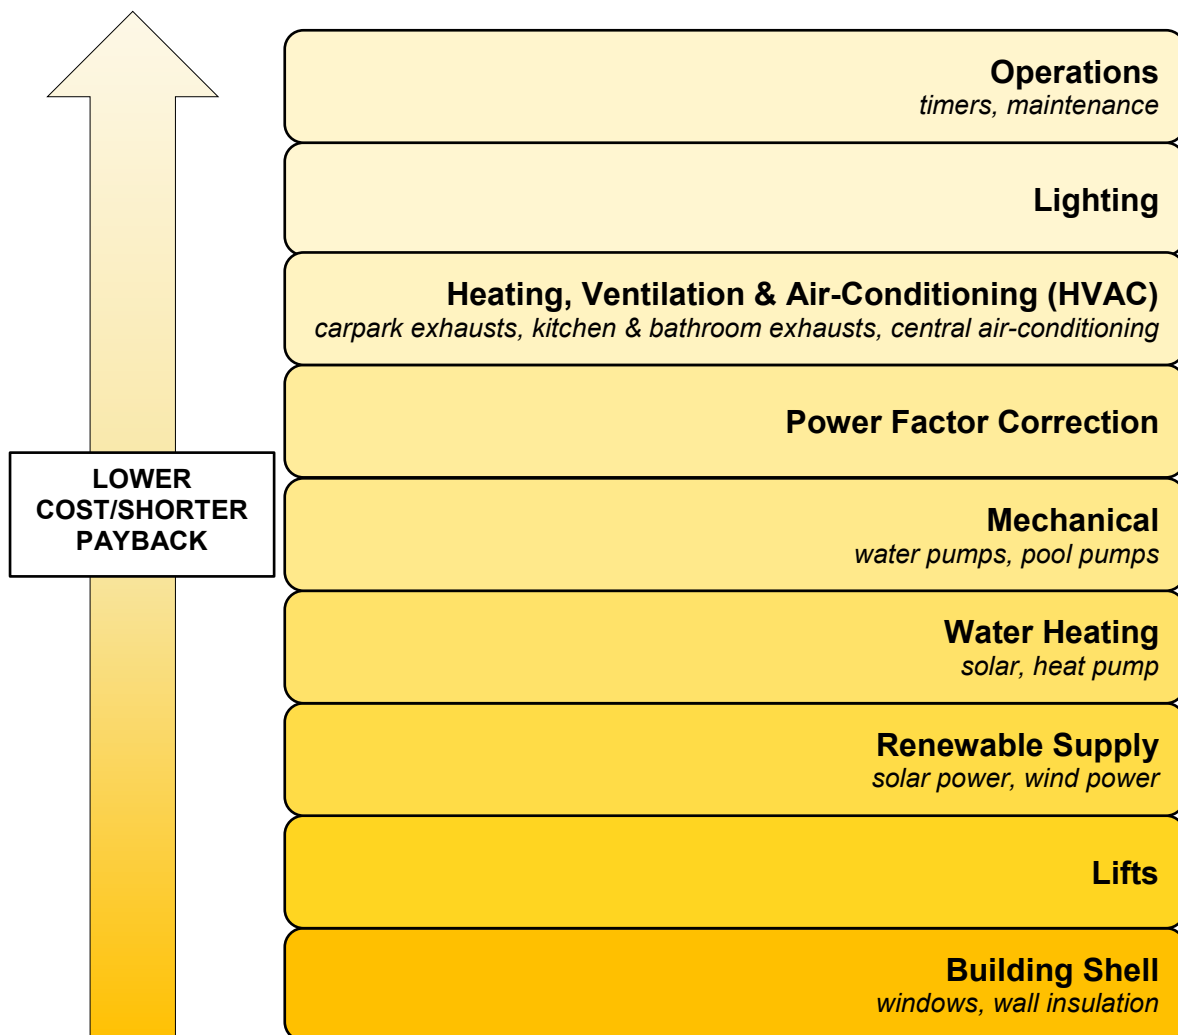 Operations
timers, maintenance
Lighting
Heating, Ventilation & Air-Conditioning (HVAC)
carpark exhausts, kitchen & bathroom exhausts, central air-conditioning
Power Factor Correction
LOWER
COST/SHORTER
PAYBACK
Mechanical
water pumps, pool pumps
Water Heating
solar, heat pump
Renewable Supply
solar power, wind power
Lifts
Building Shell
windows, wall insulation